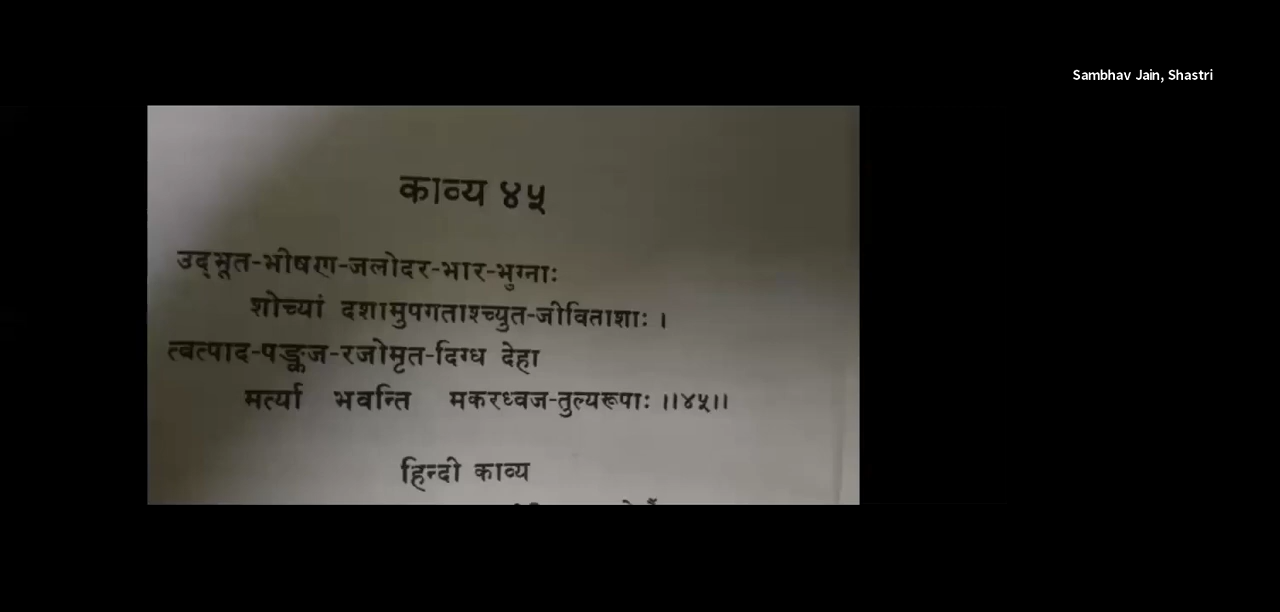 Sambhav Jain, Shastri
काव्य ४५
उद्भूत-भीषण-जलोदर-भार-भुग्नाः
शोच्यां दशामुपगताश्च्युत-जीविताशाः ।
त्वत्पाद-पङ्कज-रजोमृत-दिग्ध देहा
मर्त्या भवन्ति मकरध्वज-तुल्यरूपाः ।।४५।।
हिन्दी काव्य